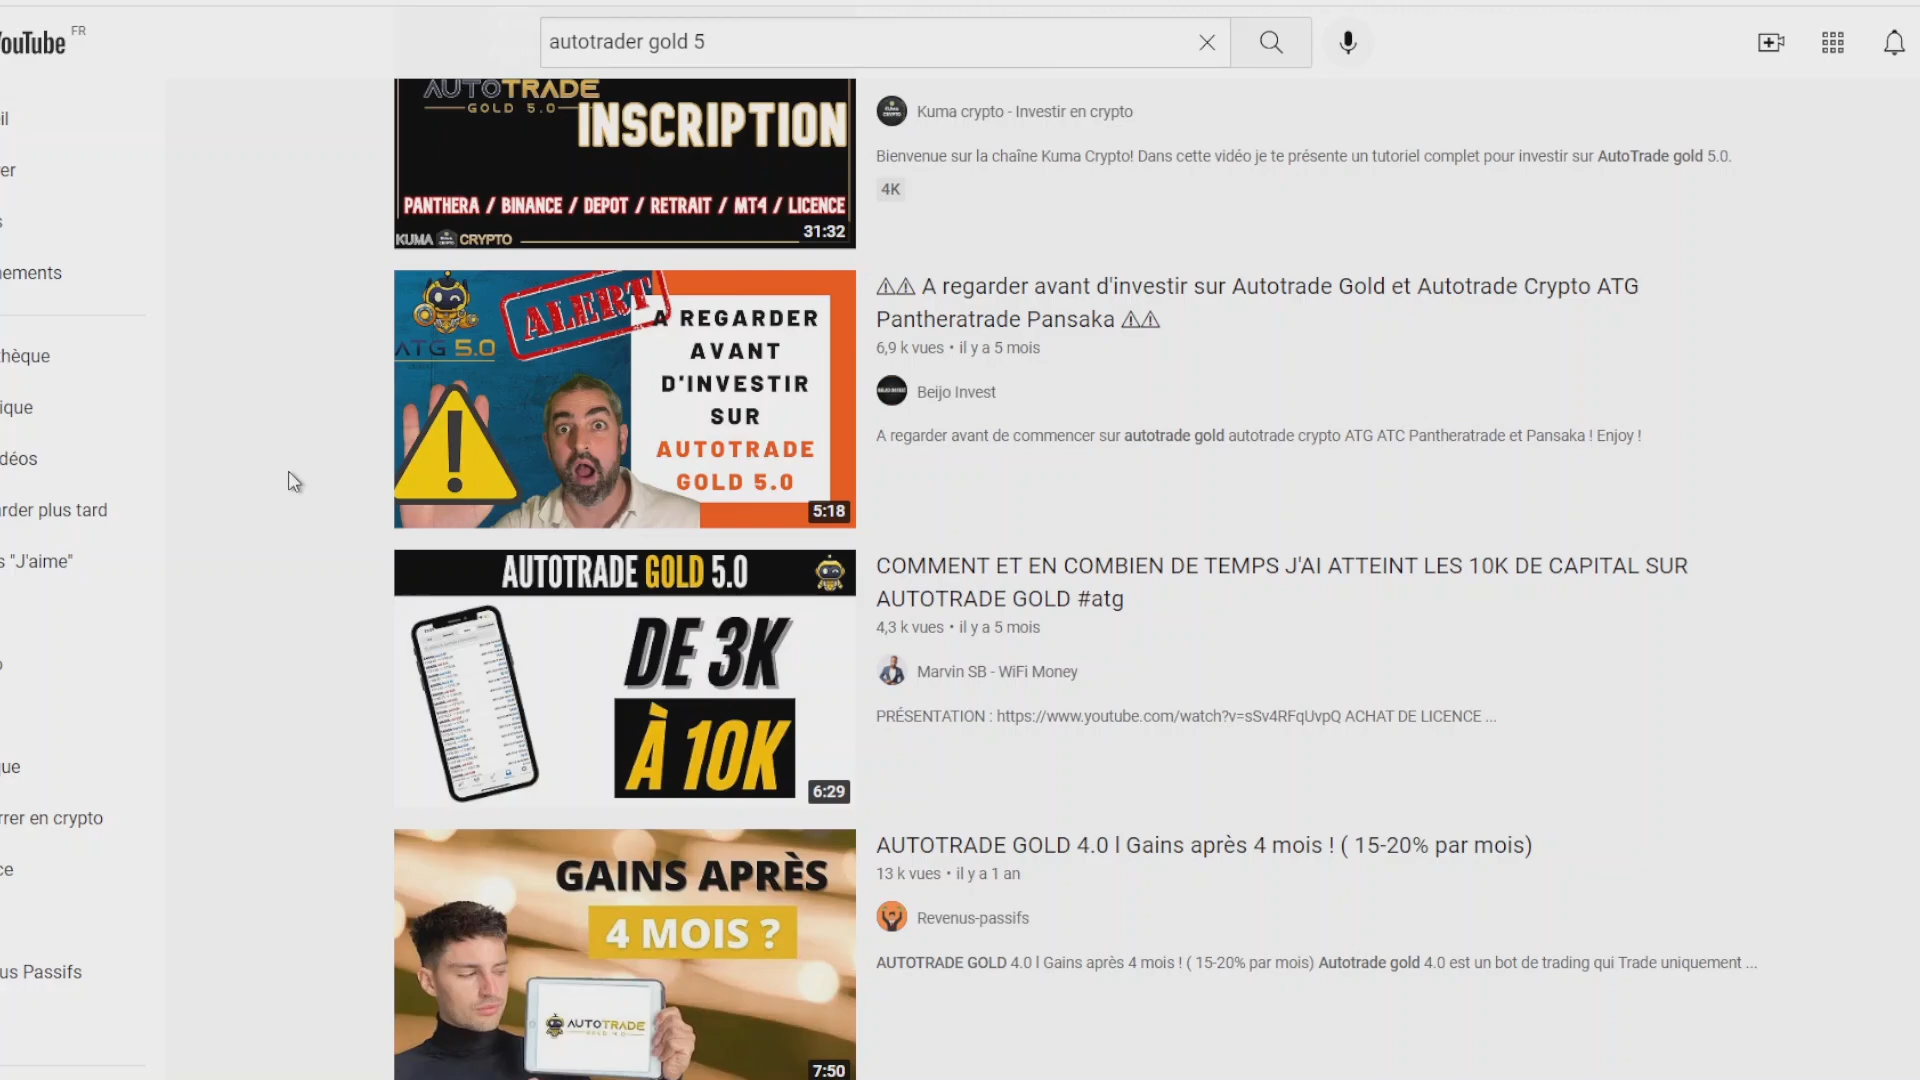 YouTube FR
autotrader gold 5
AUTOTRADE
GOLD 5.0
INSCRIPTION
PANTHERA / BINANCE / DEPOT / RETRAIT / MT4 / LICENCE
KUMA CRYPTO
31:32
Kuma crypto - Investir en crypto
Bienvenue sur la chaîne Kuma Crypto! Dans cette vidéo je te présente un tutoriel complet pour investir sur AutoTrade gold 5.0.
4K
ALERT
ATG 5.0
A REGARDER
AVANT
D'INVESTIR
SUR
AUTOTRADE
GOLD 5.0
5:18
⚠⚠ A regarder avant d'investir sur Autotrade Gold et Autotrade Crypto ATG
Pantheratrade Pansaka ⚠⚠
6,9 k vues • il y a 5 mois
Beijo Invest
A regarder avant de commencer sur autotrade gold autotrade crypto ATG ATC Pantheratrade et Pansaka ! Enjoy !
AUTOTRADE GOLD 5.0
DE 3K
À 10K
6:29
COMMENT ET EN COMBIEN DE TEMPS J'AI ATTEINT LES 10K DE CAPITAL SUR
AUTOTRADE GOLD #atg
4,3 k vues • il y a 5 mois
Marvin SB - WiFi Money
PRÉSENTATION : https://www.youtube.com/watch?v=sSv4RFqUvpQ ACHAT DE LICENCE ...
GAINS APRÈS
4 MOIS ?
AUTOTRADE
GOLD 4.0
7:50
AUTOTRADE GOLD 4.0 l Gains après 4 mois ! ( 15-20% par mois)
13 k vues • il y a 1 an
Revenus-passifs
AUTOTRADE GOLD 4.0 l Gains après 4 mois ! ( 15-20% par mois) Autotrade gold 4.0 est un bot de trading qui Trade uniquement ...
il
er
s
nements
hèque
ique
déos
rder plus tard
s "J'aime"
o
que
rer en crypto
ce
us Passifs